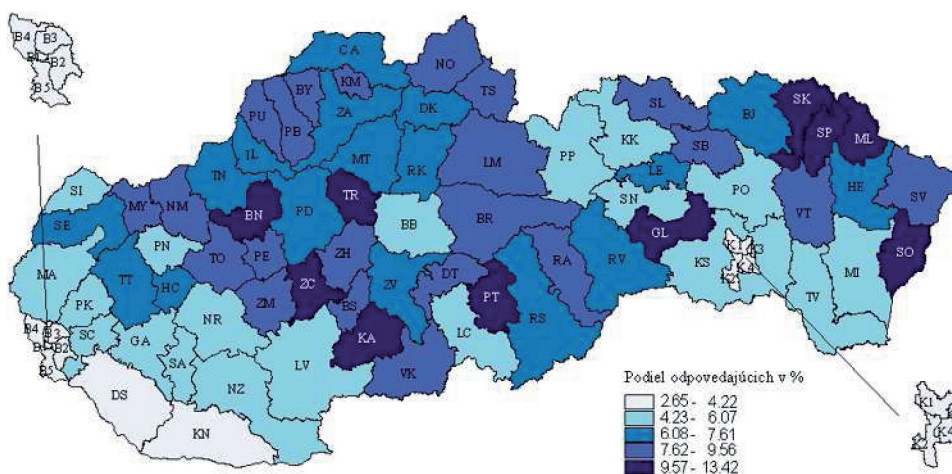 B4 B3
B2
B5
CA
NO
KM
TS
BY
PU
PB
ZA
DK
SL
BJ
SK
SP
ML
KK
SB
IL
MT
RK
LM
PP
LE
PO
HE
SV
TN
TR
SN
VT
SI
MY
NM
BN
PD
BB
BR
GL
SE
PN
TO
PE
ZH
RA
RV
K1
K3
SO
MA
TT
HC
ZC
ZV
DT
KS
K4
MI
PK
ZM
BS
PT
TV
NR
KA
RS
B4
B3
SC
GA
LC
B2
SA
LV
B5
NZ
VK
DS
KN
Podiel odpovedajúcich v %
2.65 - 4.22
4.23 - 6.07
6.08 - 7.61
7.62 - 9.56
9.57 - 13.42
K1
K4